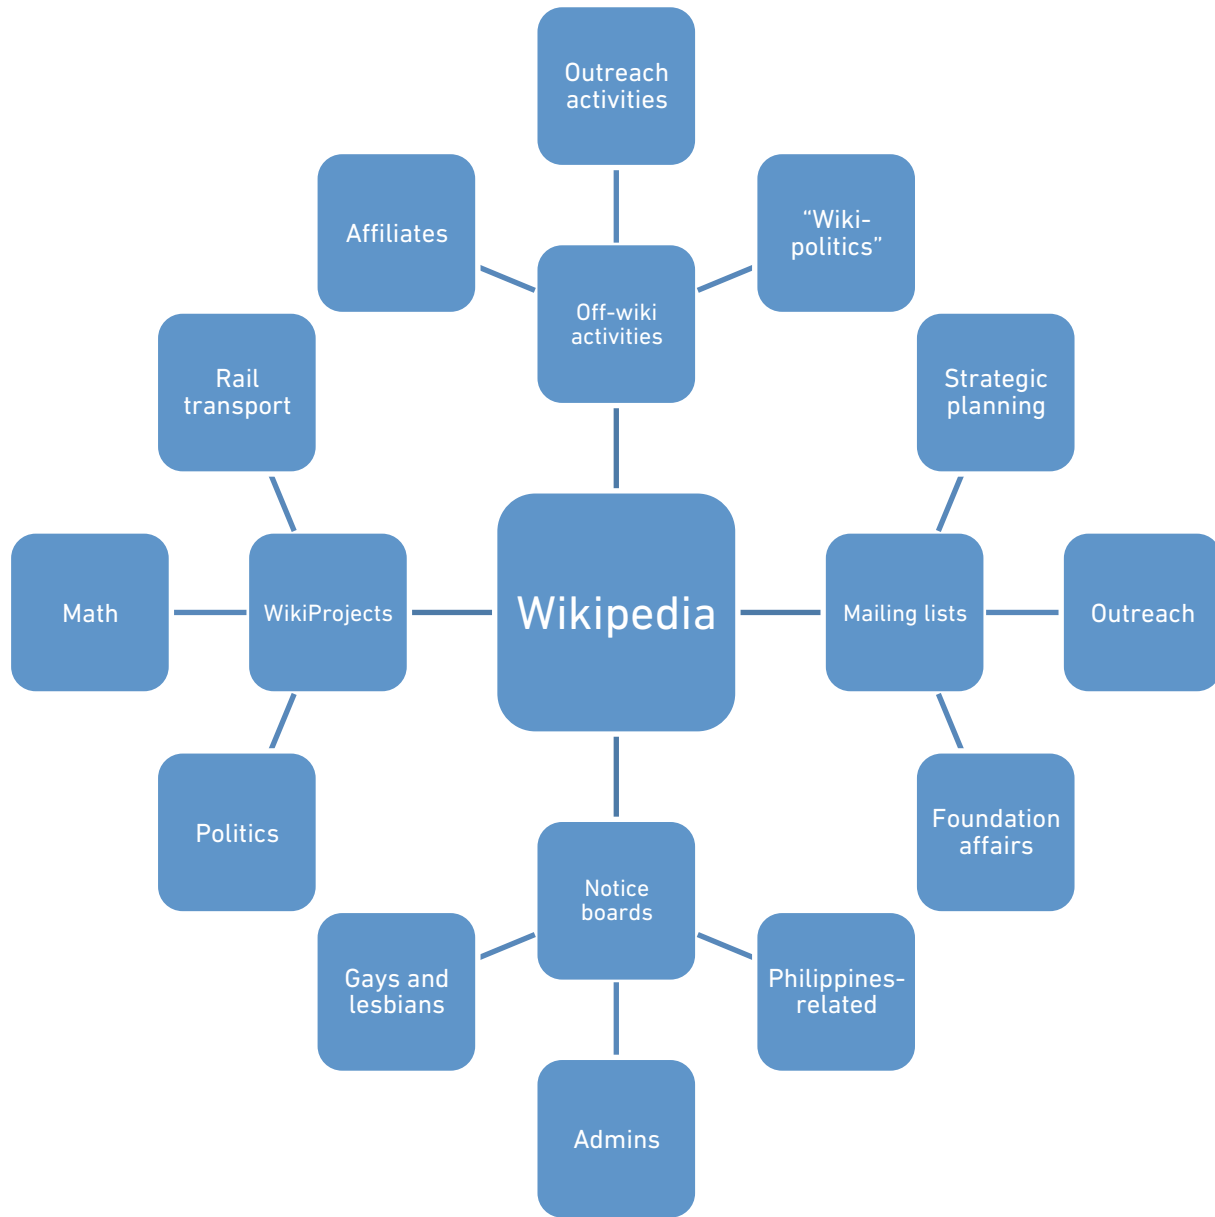 Outreach
activities
Affiliates
“Wiki-
politics”
Off-wiki
activities
Rail
transport
Strategic
planning
Math
WikiProjects
Wikipedia
Mailing lists
Outreach
Politics
Foundation
affairs
Notice
boards
Gays and
lesbians
Philippines-
related
Admins